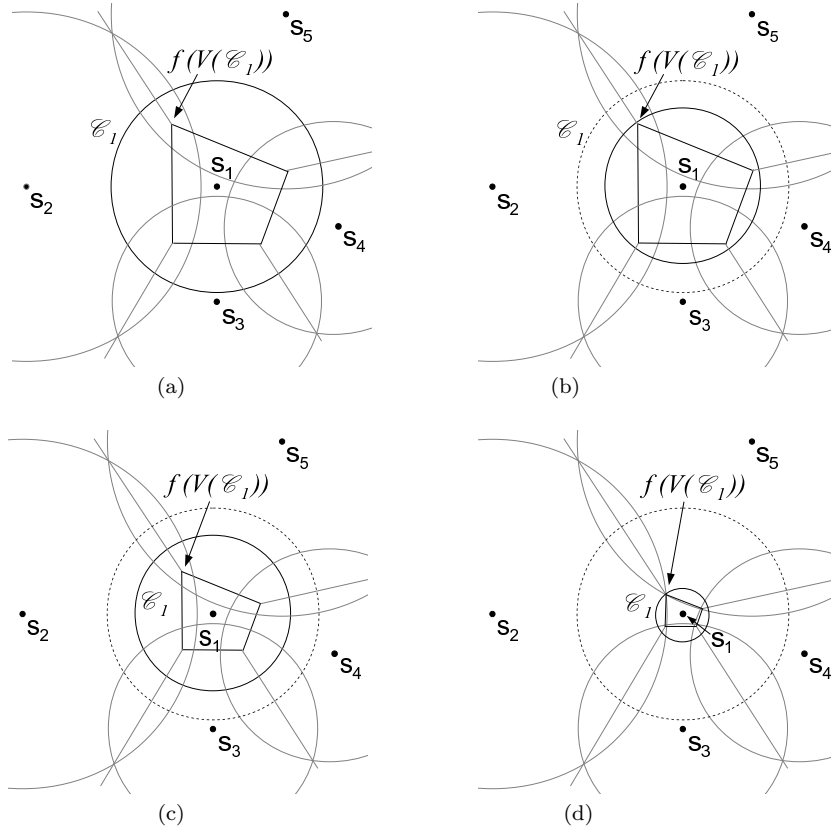 S5
f (V(𝒞1))
𝒞1
S1
S2
S4
S3
(a)
S5
f (V(𝒞1))
𝒞1
S1
S2
S4
S3
(b)
S5
f (V(𝒞1))
𝒞1
S2
S1
S4
S3
(c)
S5
f (V(𝒞1))
𝒞1
S2
S1
S4
S3
(d)